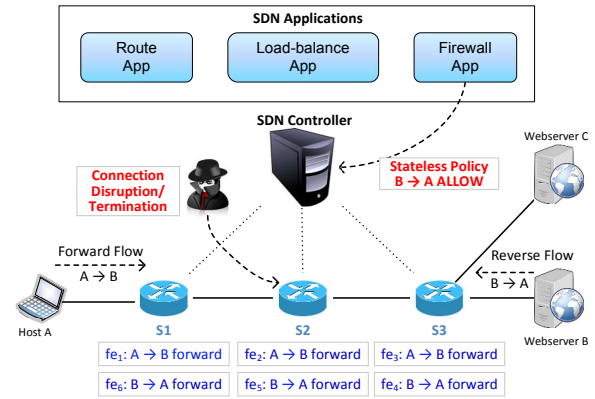 SDN Applications
Route
App
Load-balance
App
Firewall
App
SDN Controller
Webserver C
Connection
Disruption/
Termination
Stateless Policy
B → A ALLOW
Forward Flow
A → B
Reverse Flow
B → A
Host A
S1
S2
S3
Webserver B
fe₁: A → B forward
fe₂: A → B forward
fe₃: A → B forward
fe₆: B → A forward
fe₅: B → A forward
fe₄: B → A forward